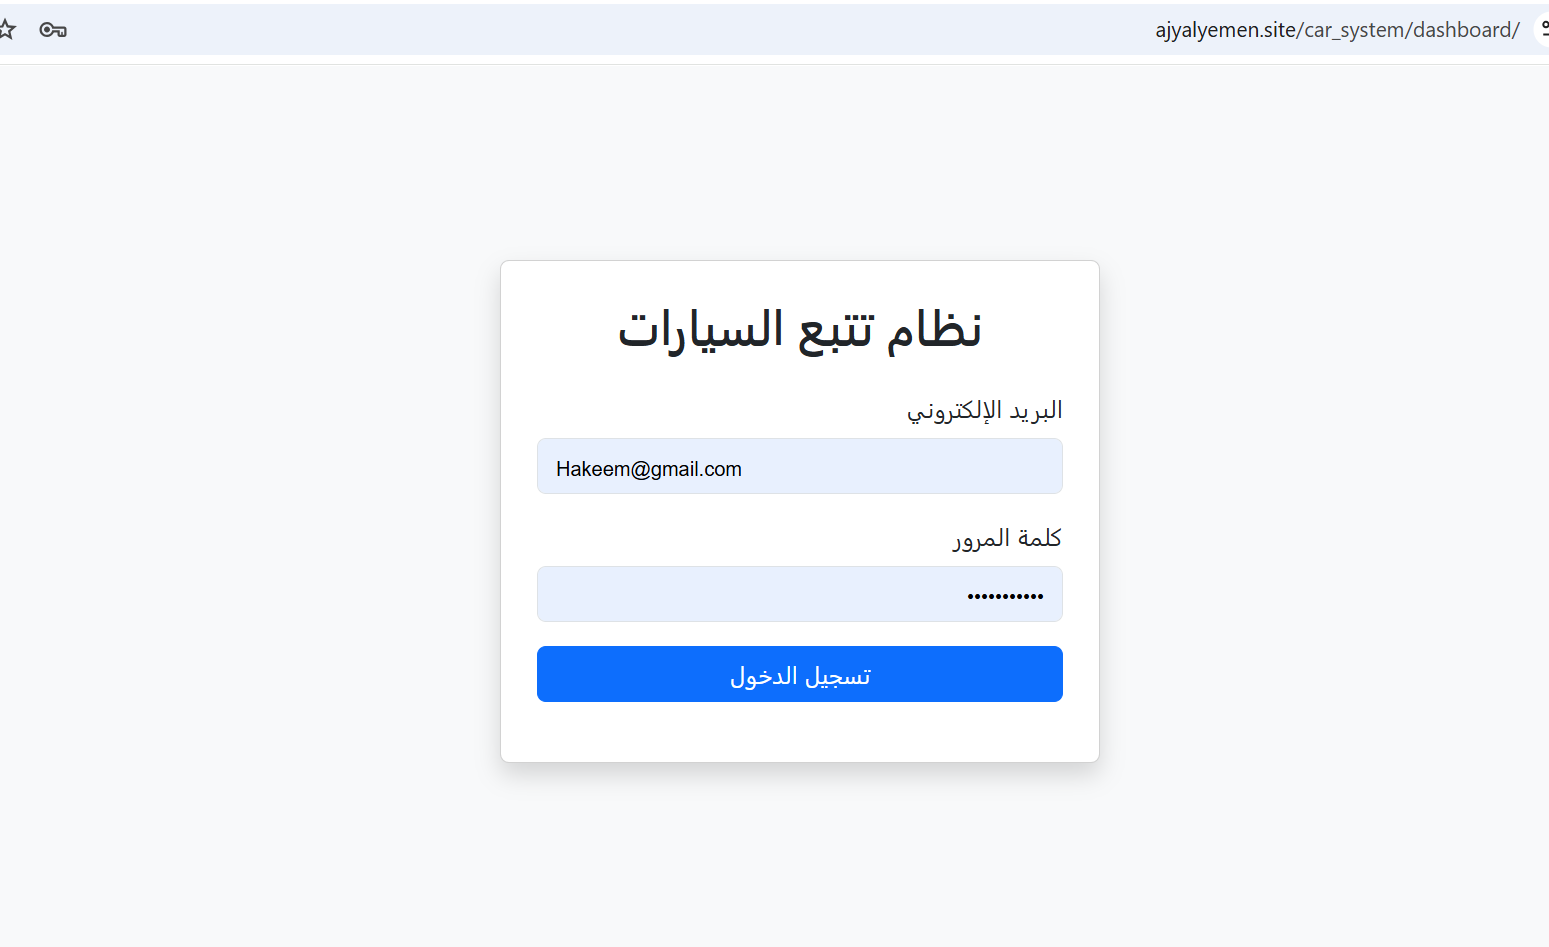 ajyalyemen.site/car_system/dashboard/
نظام تتبع السيارات
البريد الإلكتروني
Hakeem@gmail.com
كلمة المرور
•••••••••••
تسجيل الدخول